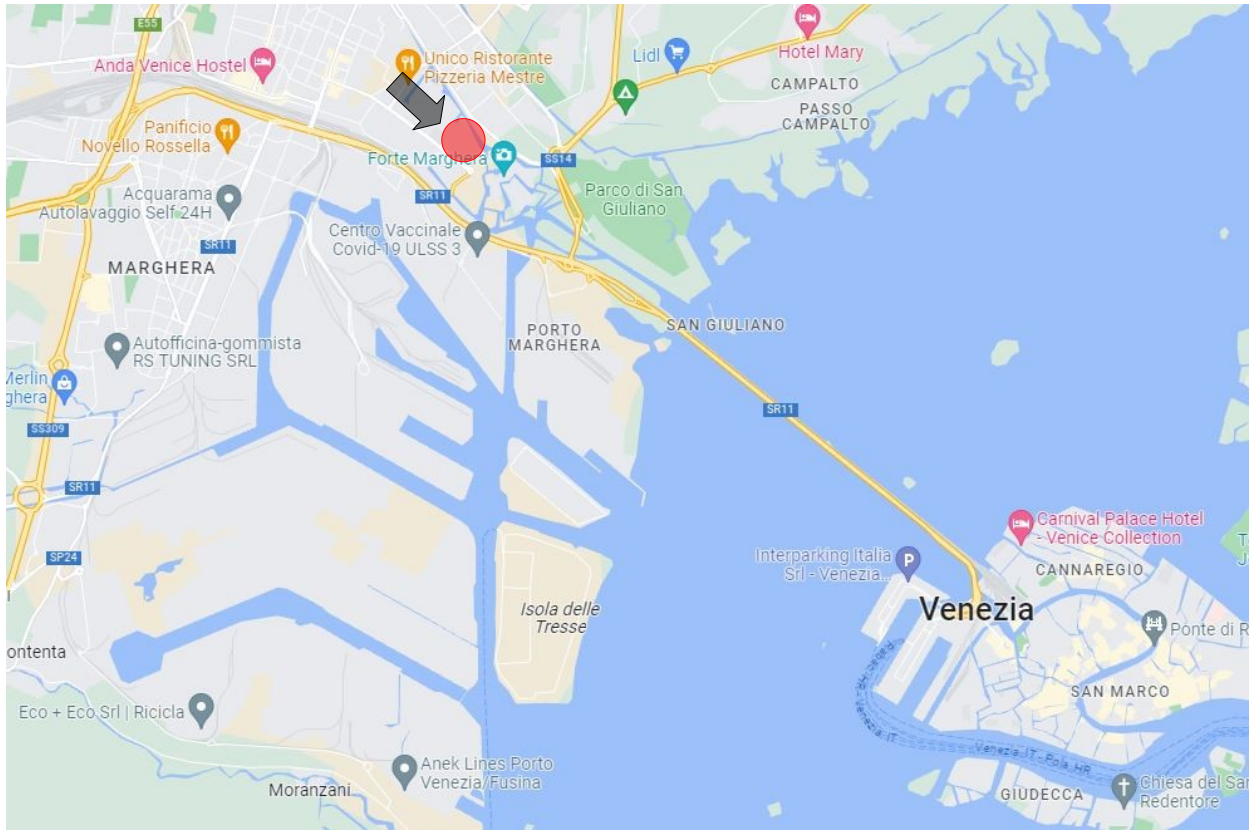 E55
Anda Venice Hostel
Unico Ristorante
Pizzeria Mestre
Lidl
Hotel Mary
CAMPALTO
PASSO
CAMPALTO
Panificio
Novello Rossella
Forte Marghera
SS14
Parco di San
Giuliano
Acquarama
Autolavaggio Self 24H
SR11
SR11
Centro Vaccinale
Covid-19 ULSS 3
MARGHERA
PORTO
MARGHERA
SAN GIULIANO
Autofficina-gommista
RS TUNING SRL
Merlin
ghera
SS309
SR11
SR11
SP24
Carnival Palace Hotel
- Venice Collection
Interparking Italia
Srl - Venezia...
CANNAREGIO
Isola delle
Tresse
Venezia
Ponte di R
ontenta
SAN MARCO
Eco + Eco Srl | Ricicla
Venezia IT - Pola HR
Anek Lines Porto
Venezia/Fusina
Moranzani
GIUDECCA
Chiesa del San
Redentore